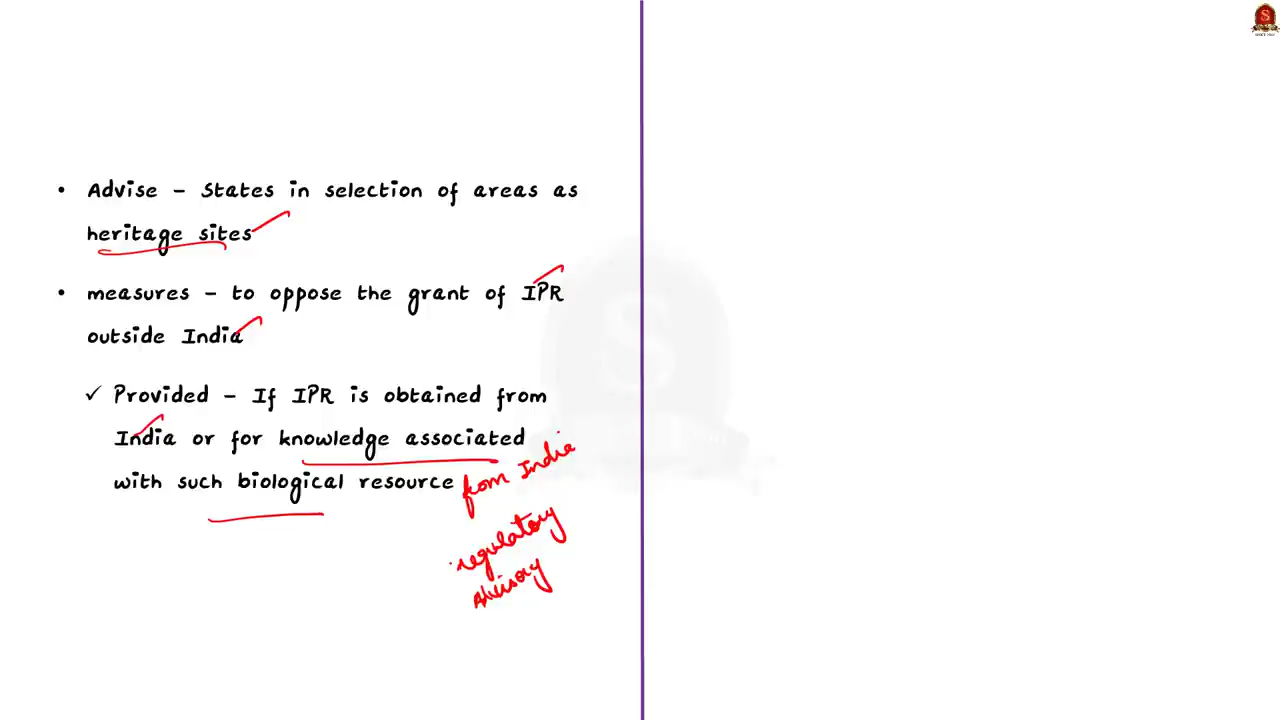 • Advise - States in selection of areas as
heritage sites
• measures - to oppose the grant of IPR
outside India
✓ Provided - If IPR is obtained from
India or for knowledge associated
with such biological resource
from India
regulatory
Advisory